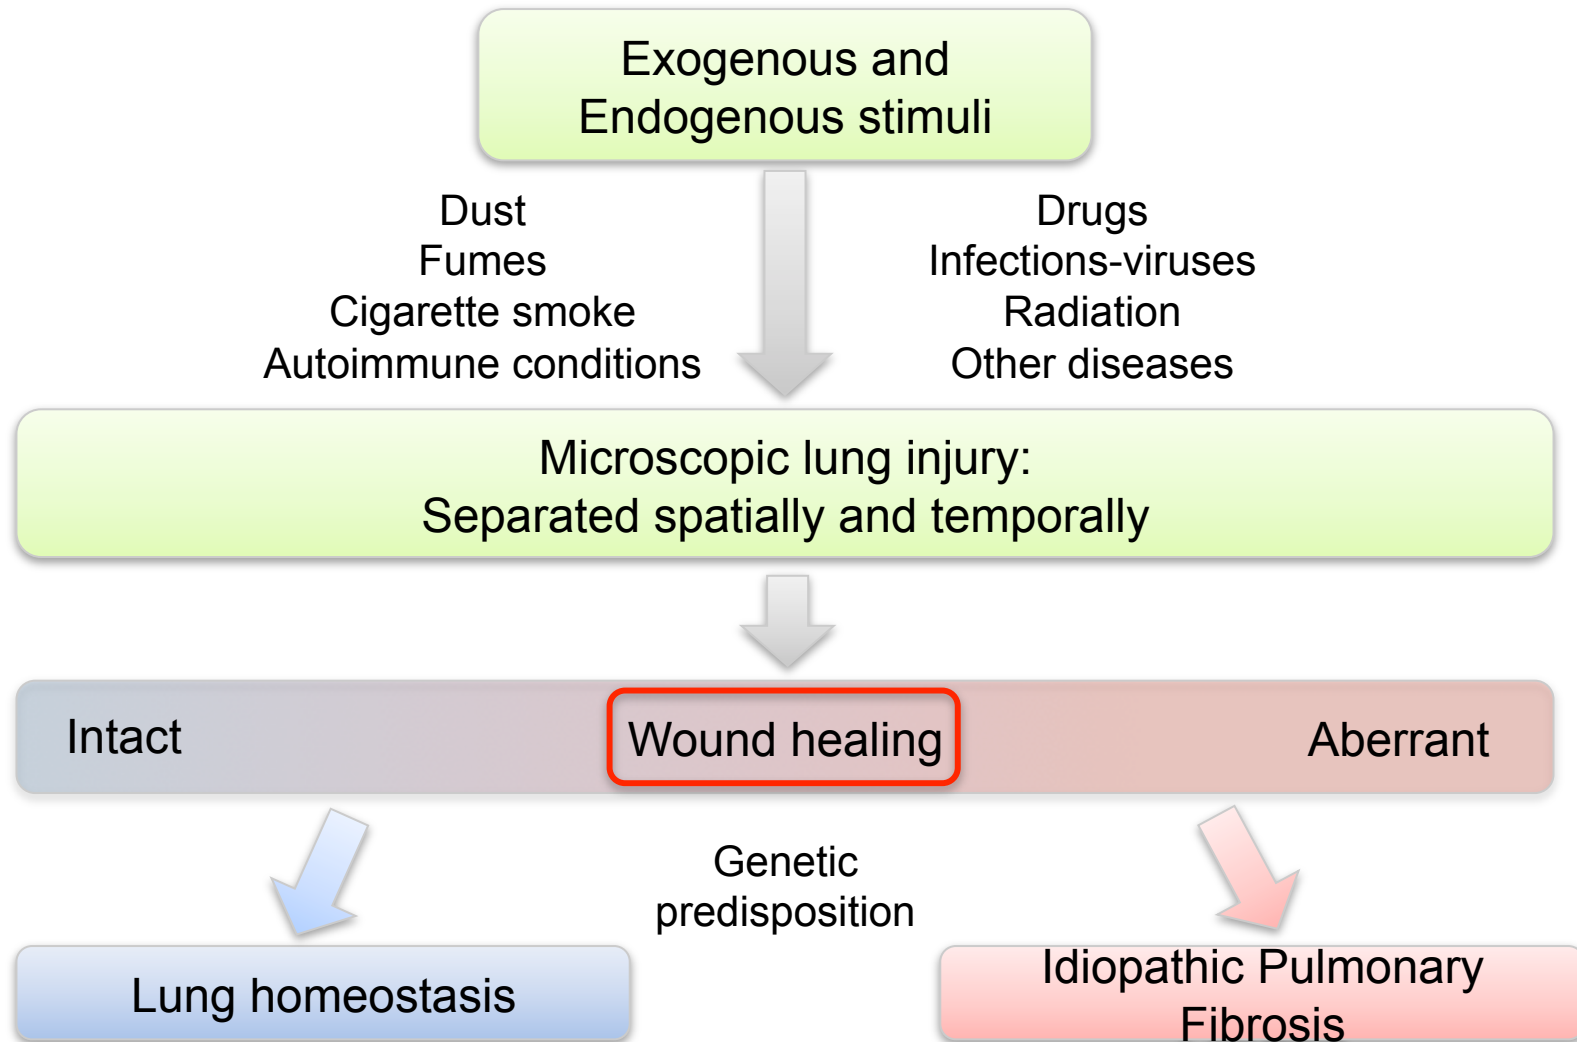 Exogenous and
Endogenous stimuli
Dust
Fumes
Cigarette smoke
Autoimmune conditions
Drugs
Infections-viruses
Radiation
Other diseases
Microscopic lung injury:
Separated spatially and temporally
Intact
Wound healing
Aberrant
Genetic
predisposition
Lung homeostasis
Idiopathic Pulmonary
Fibrosis